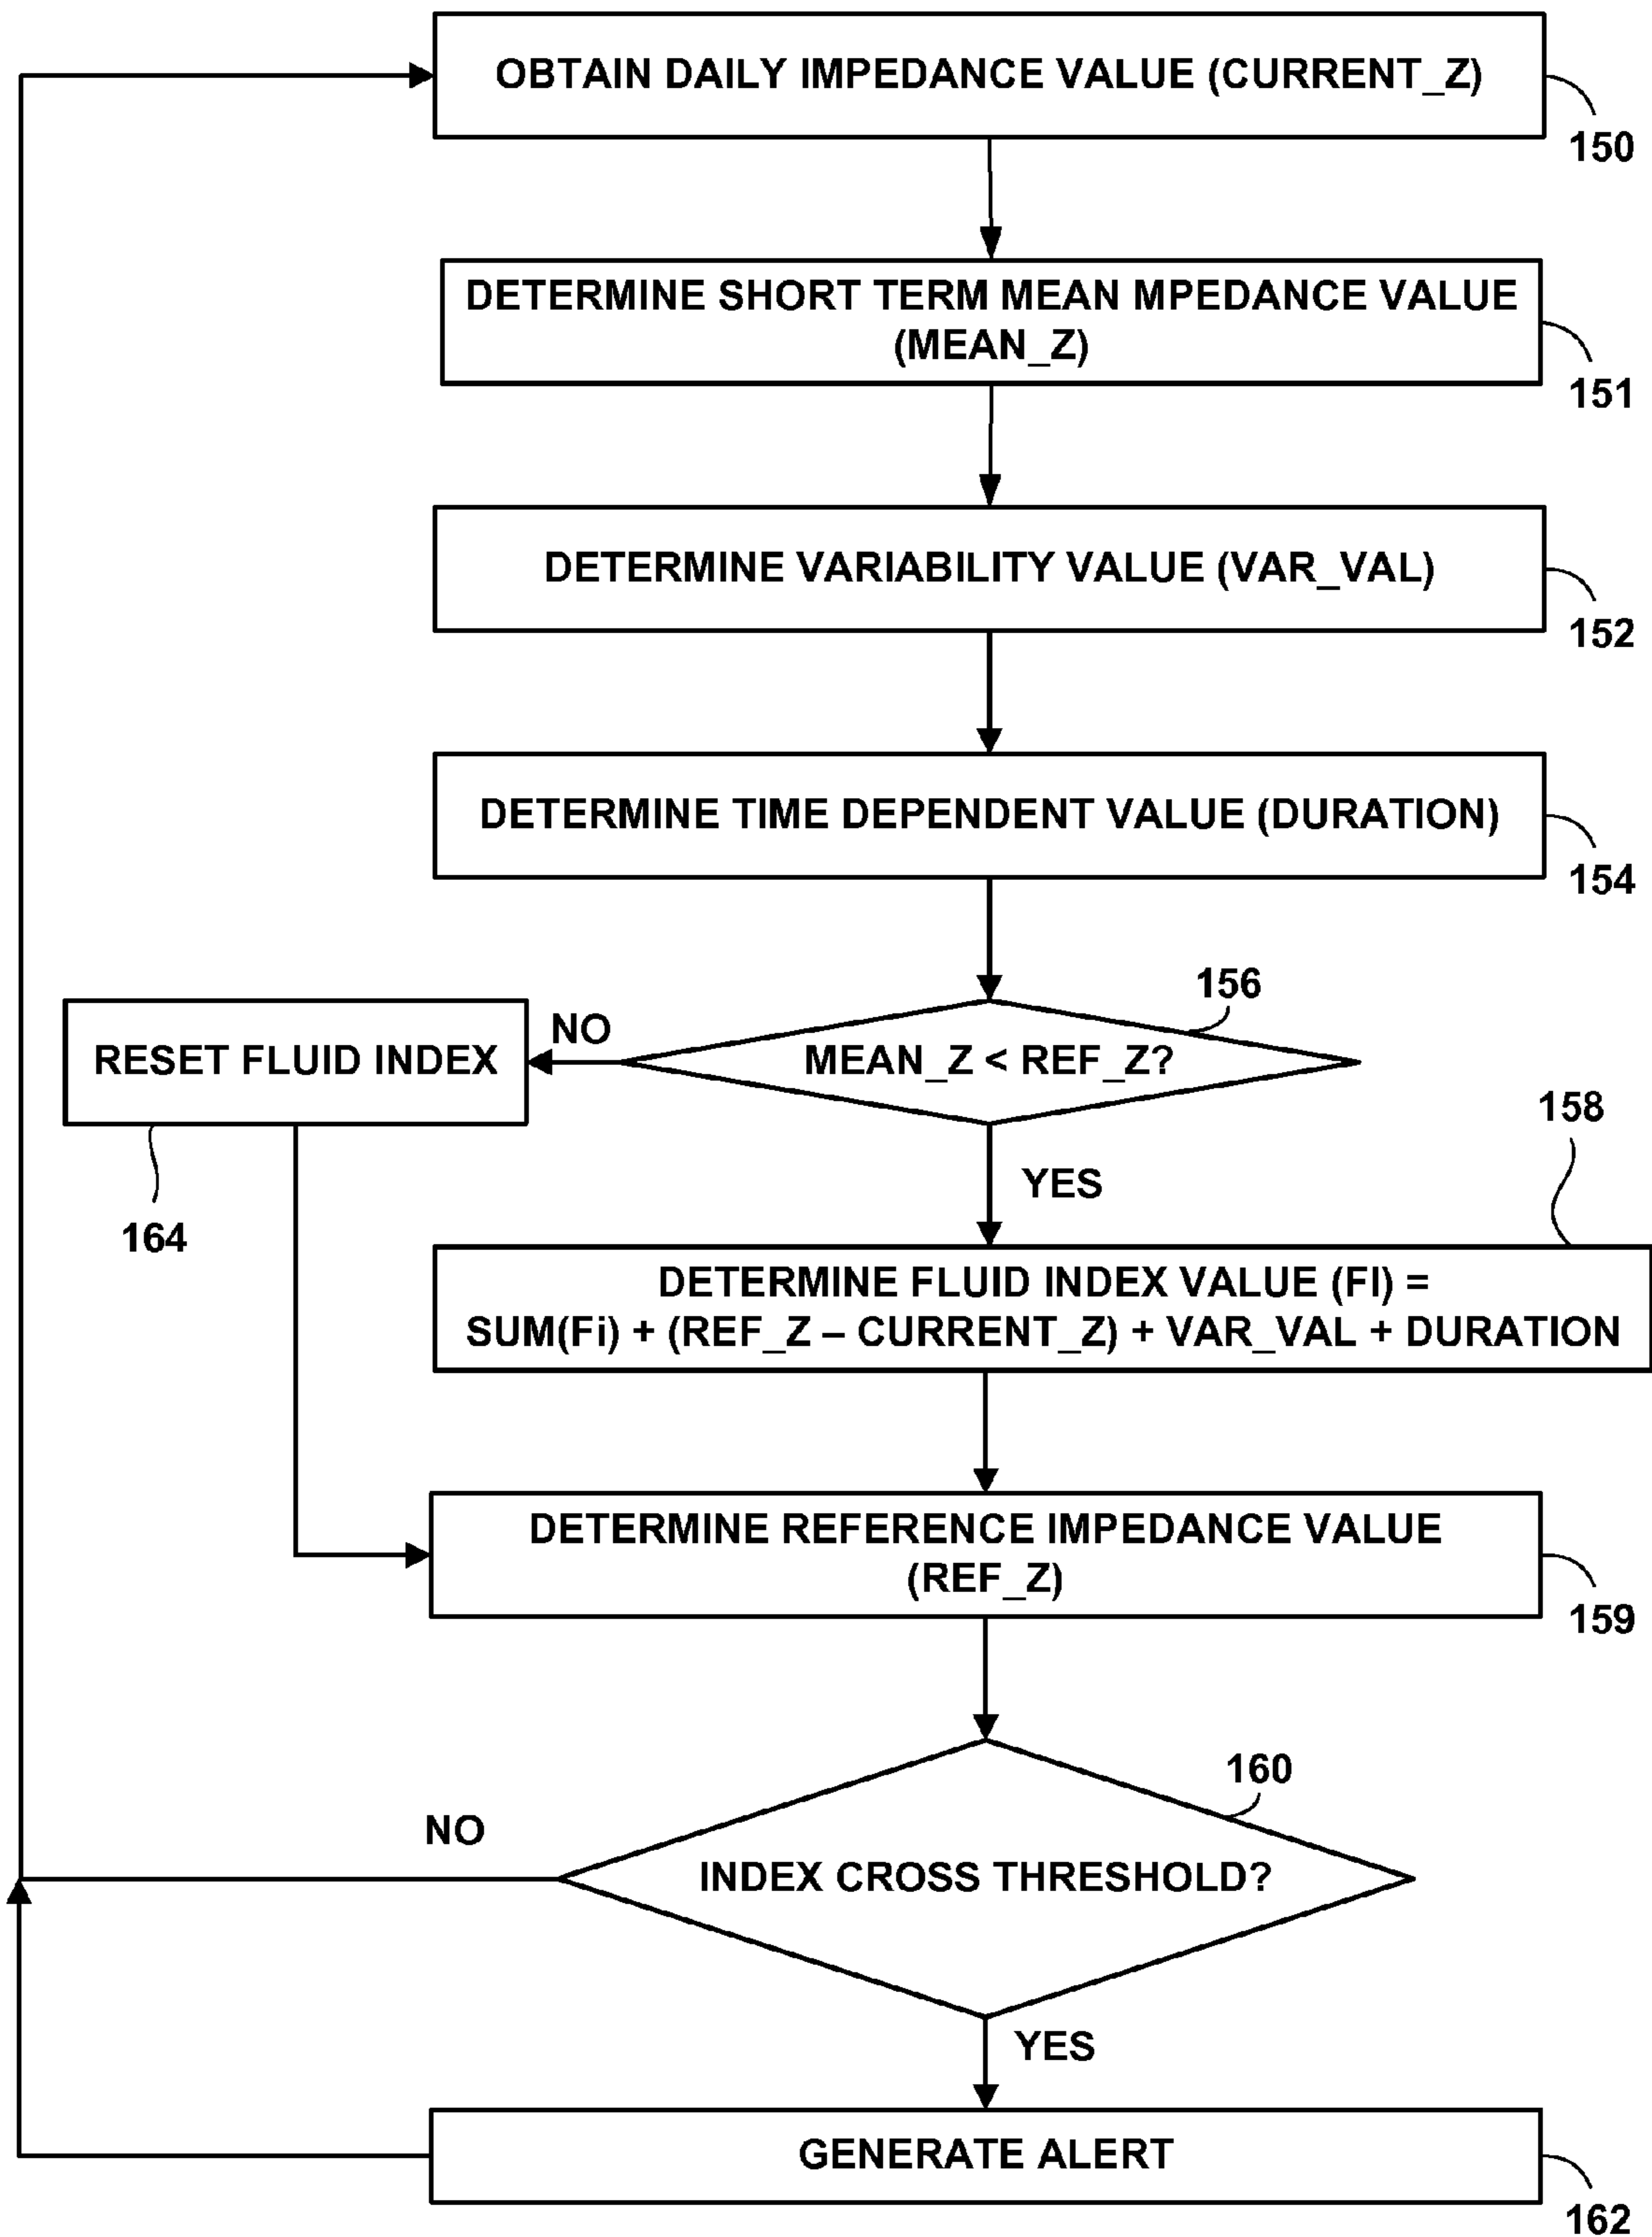 OBTAIN DAILY IMPEDANCE VALUE (CURRENT_Z)
150
DETERMINE SHORT TERM MEAN MPEDANCE VALUE
(MEAN_Z)
151
DETERMINE VARIABILITY VALUE (VAR_VAL)
152
DETERMINE TIME DEPENDENT VALUE (DURATION)
154
156
MEAN_Z < REF_Z?
NO
RESET FLUID INDEX
164
YES
158
DETERMINE FLUID INDEX VALUE (FI) =
SUM(Fi) + (REF_Z – CURRENT_Z) + VAR_VAL + DURATION
DETERMINE REFERENCE IMPEDANCE VALUE
(REF_Z)
159
160
NO
INDEX CROSS THRESHOLD?
YES
GENERATE ALERT
162